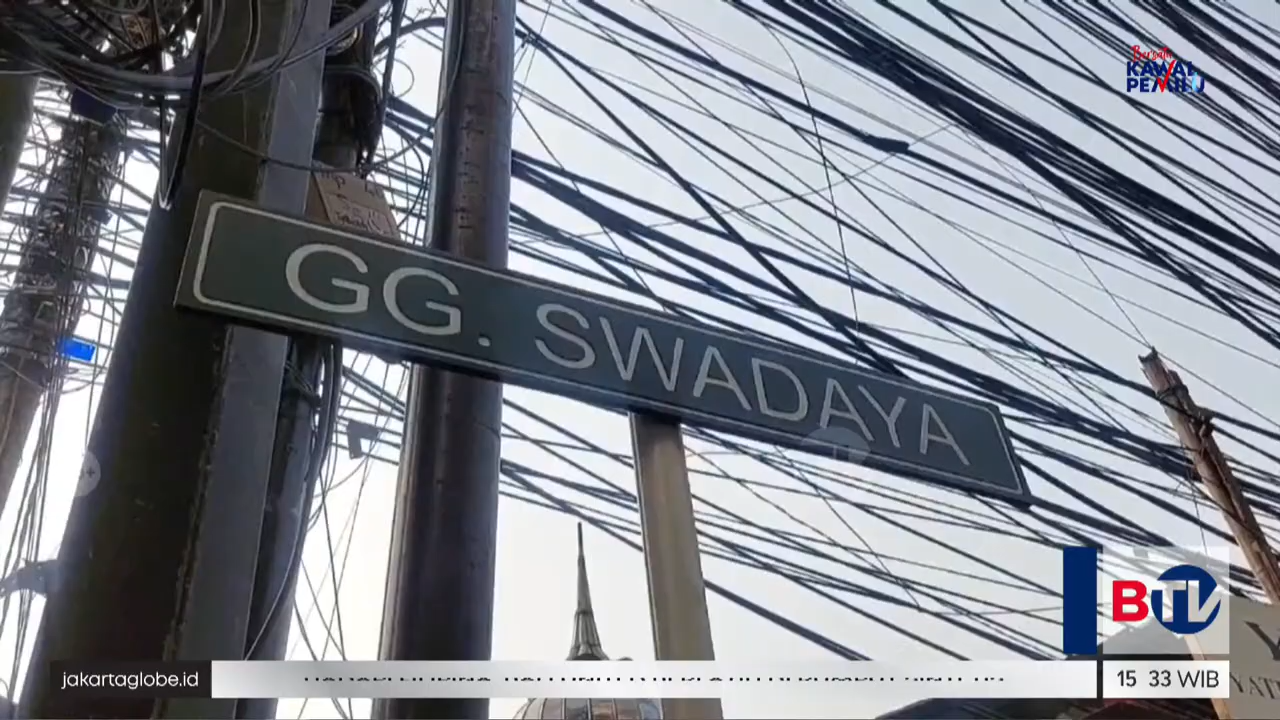 Bersatu
KAWAL
PEMILU
GG. SWADAYA
BTV
jakartaglobe.id
15 33 WIB